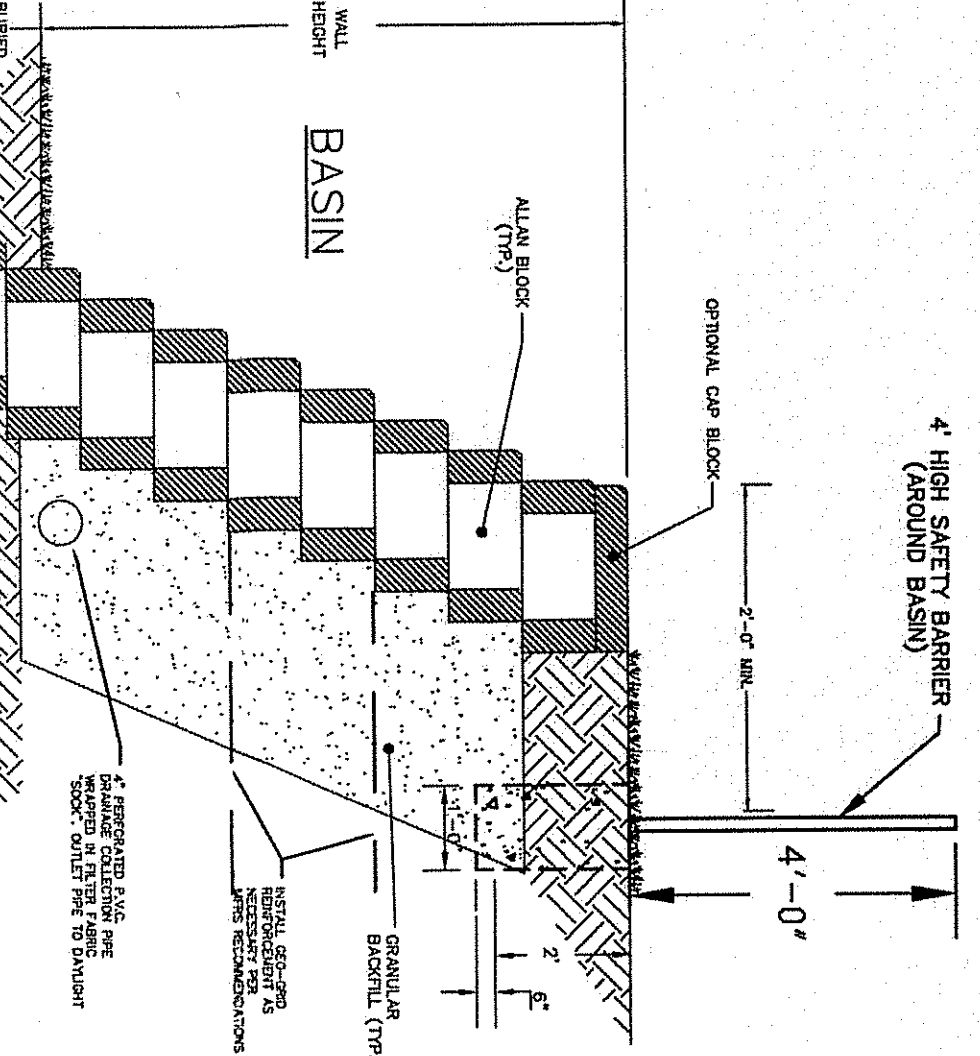 4' HIGH SAFETY BARRIER
(AROUND BASIN)
4'-0"
2'-0" MIN.
OPTIONAL CAP BLOCK
ALLAN BLOCK
(TYP.)
BASIN
WALL
HEIGHT
BURIED
2'
6"
1'-0"
GRANULAR
BACKFILL (TYP
INSTALL GEO-GRID
REINFORCEMENT AS
NECESSARY PER
MFRS RECOMMENDATIONS
4" PERFORATED P.V.C.
DRAINAGE COLLECTION PIPE
WRAPPED IN FILTER FABRIC
"SOCK". OUTLET PIPE TO DAYLIGHT